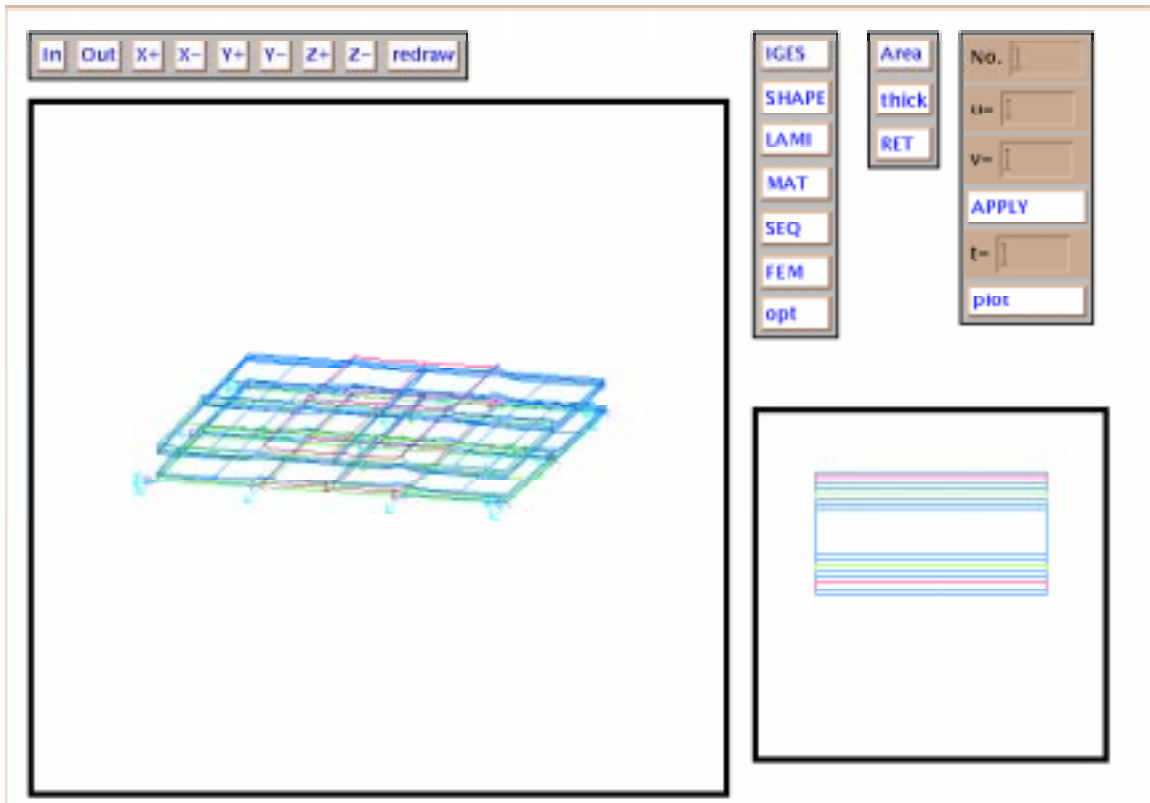 In Out X+ X- Y+ Y- Z+ Z- redraw
IGES
SHAPE
LAMI
MAT
SEQ
FEM
opt
Area
thick
RET
No.
u=
v=
APPLY
t=
plot